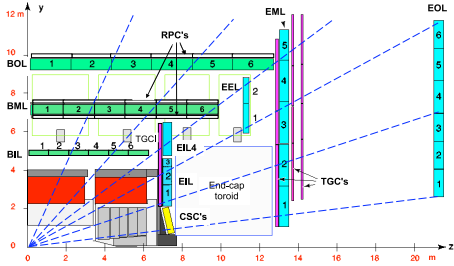 12 m
y
EML
EOL
RPC's
10
BOL
1 2 3 4 5 6
5
6
5
4
EEL
2
1
4
8
BML
1 2 3 4 5 6
3
3
6
TGCI
EIL4
BIL
1 2 3 4 5 6
4
EIL
3
2
1
End-cap
toroid
2
2
TGC's
2
CSC's
1
1
0
z
0 2 4 6 8 10 12 14 16 18 20 m